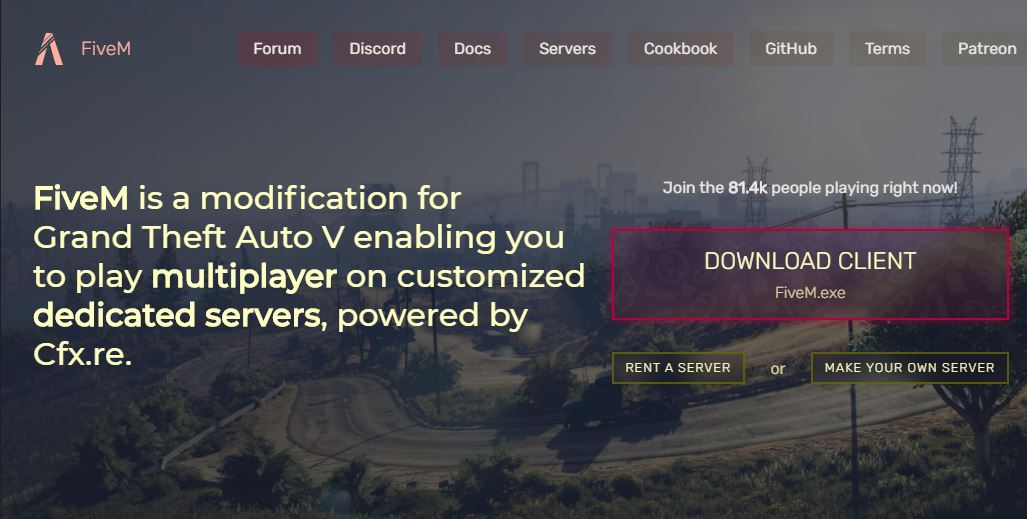 FiveM
Forum Discord Docs Servers Cookbook GitHub Terms Patreon
FiveM is a modification for
Grand Theft Auto V enabling you
to play multiplayer on customized
dedicated servers, powered by
Cfx.re.
Join the 81.4k people playing right now!
DOWNLOAD CLIENT
FiveM.exe
RENT A SERVER or MAKE YOUR OWN SERVER